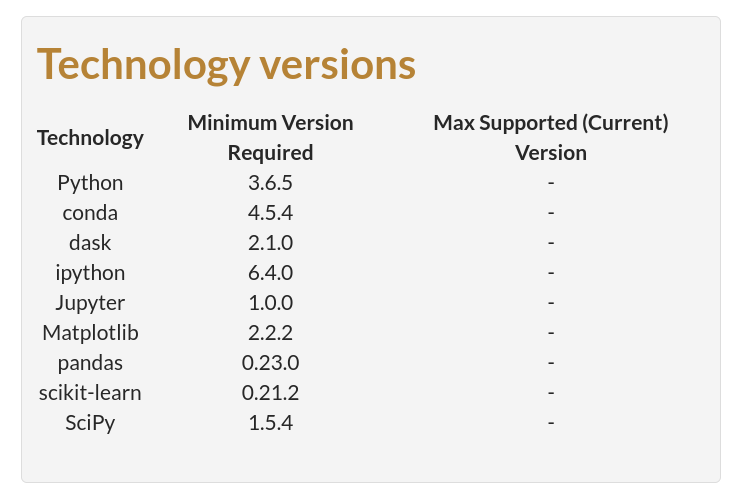 Technology versions
Technology Minimum Version Required Max Supported (Current) Version
Python 3.6.5 -
conda 4.5.4 -
dask 2.1.0 -
ipython 6.4.0 -
Jupyter 1.0.0 -
Matplotlib 2.2.2 -
pandas 0.23.0 -
scikit-learn 0.21.2 -
SciPy 1.5.4 -